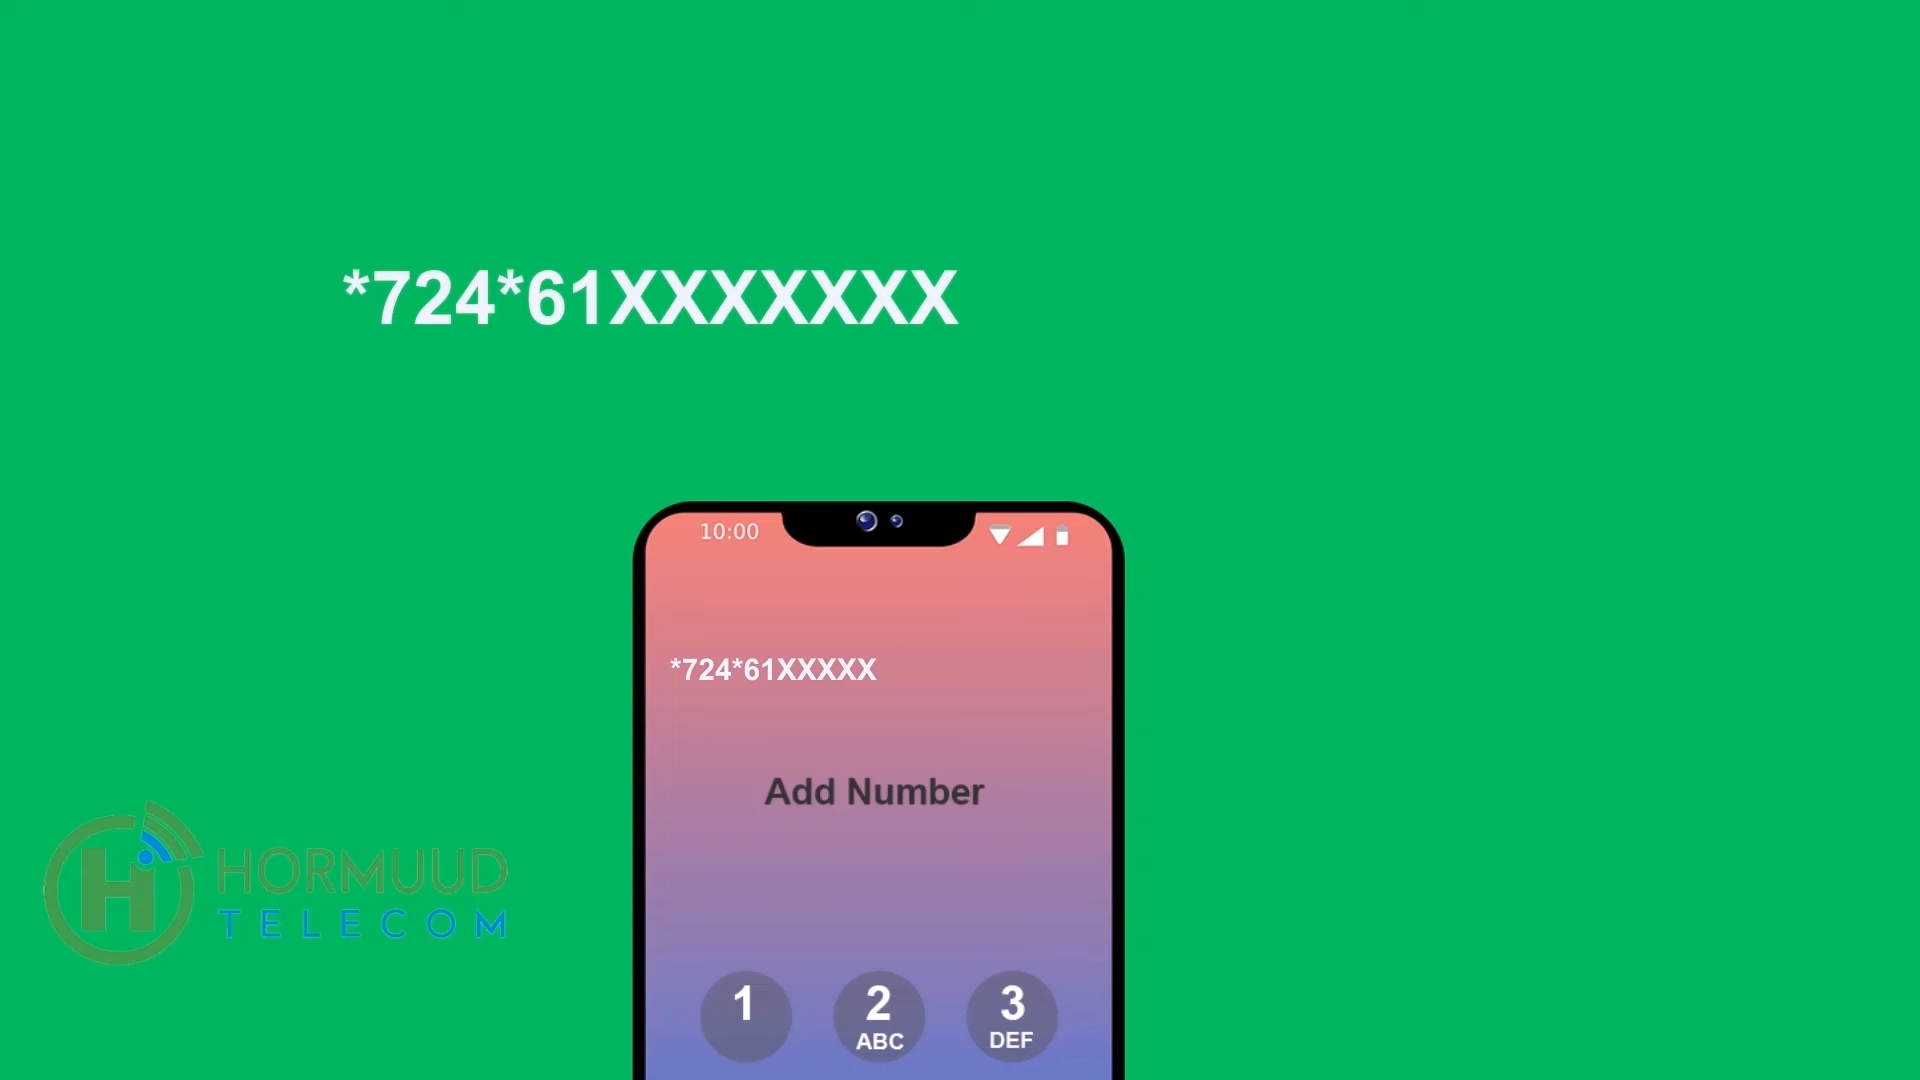 *724*61XXXXXXX
10:00
*724*61XXXXX
Add Number
HORMUUD
TELECOM
1
2
3
ABC
DEF